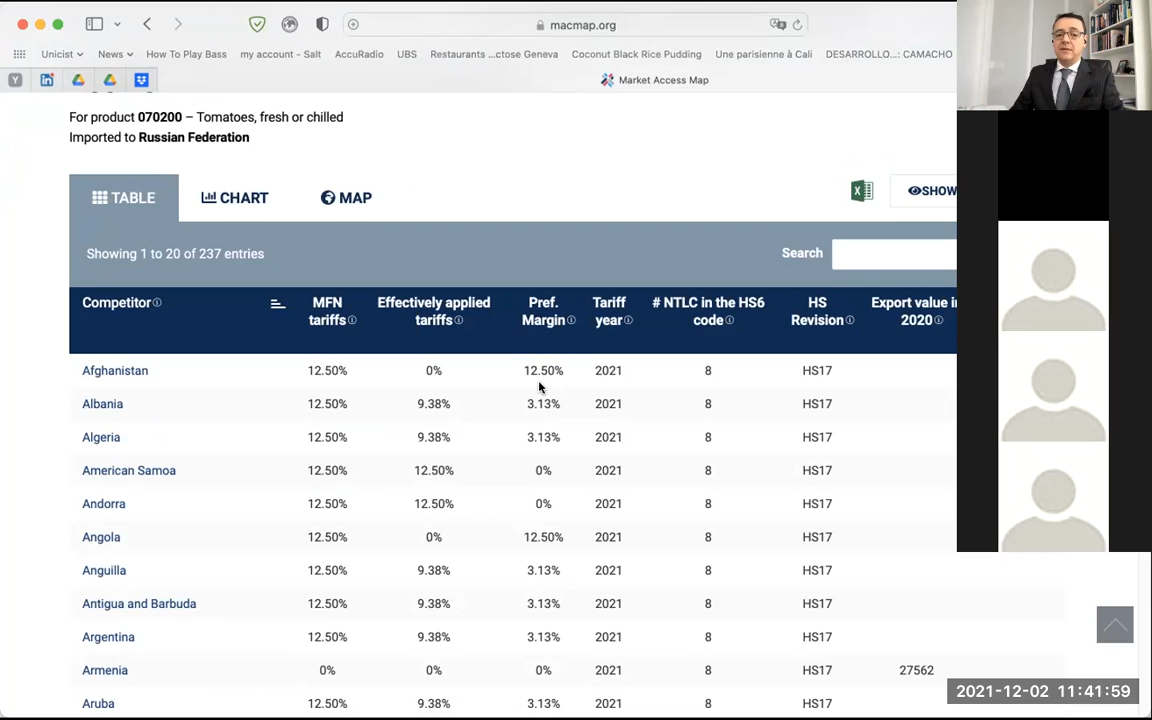 macmap.org
Unicist News How To Play Bass my account - Salt AccuRadio UBS Restaurants ...ctose Geneva Coconut Black Rice Pudding Une parisienne à Cali DESARROLLO...: CAMACHO
Y in Market Access Map
For product 070200 – Tomatoes, fresh or chilled
Imported to Russian Federation
TABLE CHART MAP SHOW
Showing 1 to 20 of 237 entries Search
Competitor MFN tariffs Effectively applied tariffs Pref. Margin Tariff year # NTLC in the HS6 code HS Revision Export value in 2020
Afghanistan 12.50% 0% 12.50% 2021 8 HS17
Albania 12.50% 9.38% 3.13% 2021 8 HS17
Algeria 12.50% 9.38% 3.13% 2021 8 HS17
American Samoa 12.50% 12.50% 0% 2021 8 HS17
Andorra 12.50% 12.50% 0% 2021 8 HS17
Angola 12.50% 0% 12.50% 2021 8 HS17
Anguilla 12.50% 9.38% 3.13% 2021 8 HS17
Antigua and Barbuda 12.50% 9.38% 3.13% 2021 8 HS17
Argentina 12.50% 9.38% 3.13% 2021 8 HS17
Armenia 0% 0% 0% 2021 8 HS17 27562
Aruba 12.50% 9.38% 3.13% 2021 8 HS17
2021-12-02 11:41:59